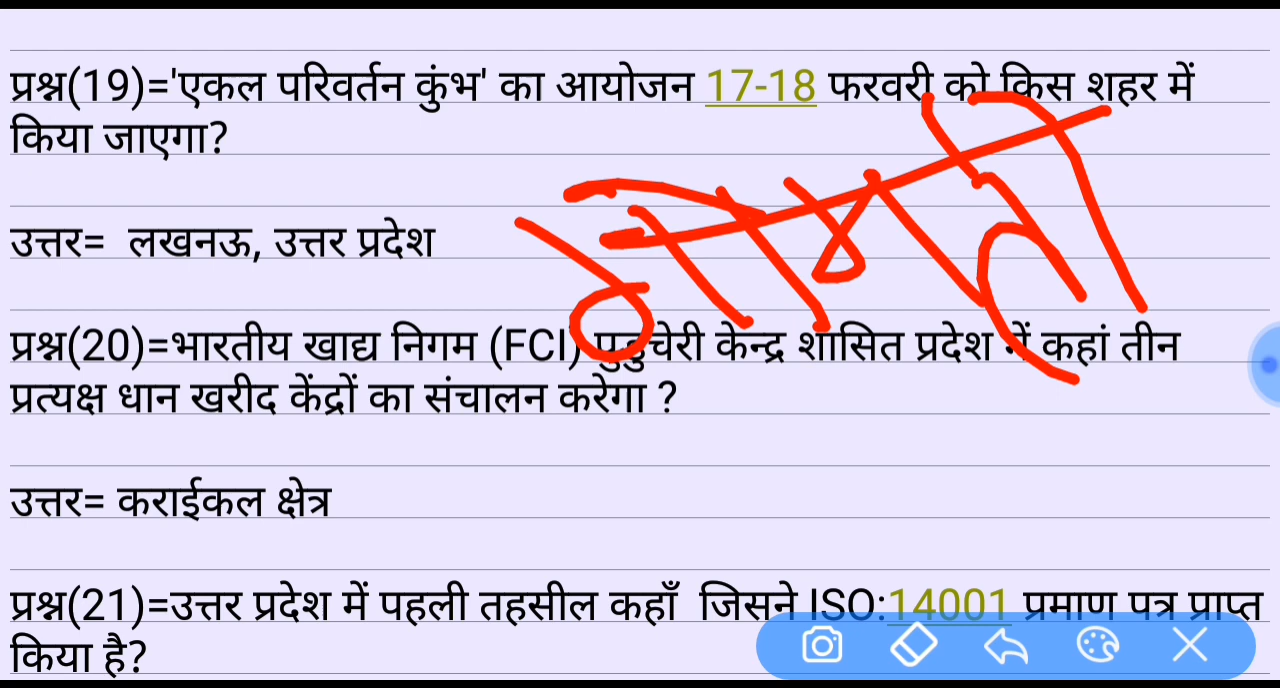 प्रश्न(19)='एकल परिवर्तन कुंभ' का आयोजन 17-18 फरवरी को किस शहर में
किया जाएगा?
गोमती
उत्तर= लखनऊ, उत्तर प्रदेश
प्रश्न(20)=भारतीय खाद्य निगम (FCI) पुडुचेरी केन्द्र शासित प्रदेश में कहां तीन
प्रत्यक्ष धान खरीद केंद्रों का संचालन करेगा ?
उत्तर= कराईकल क्षेत्र
प्रश्न(21)=उत्तर प्रदेश में पहली तहसील कहाँ जिसने ISO:14001 प्रमाण पत्र प्राप्त
किया है?